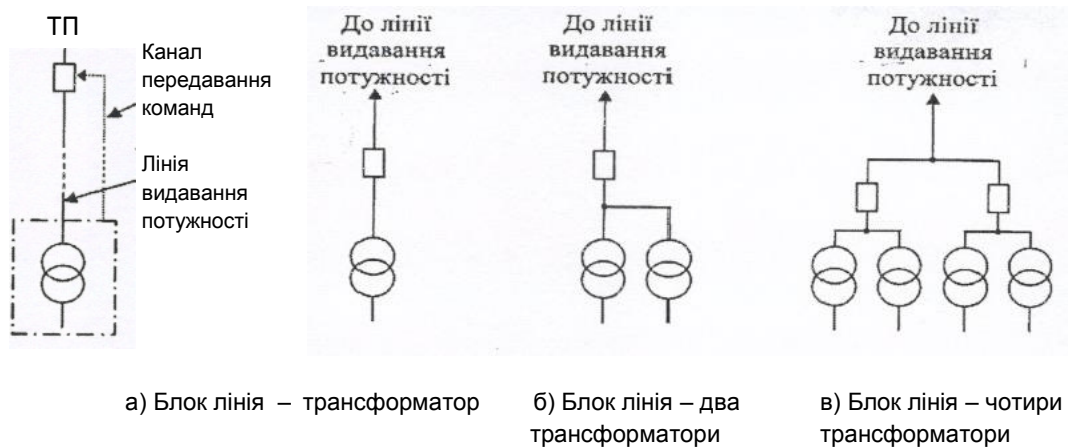 ТП
Канал
передавання
команд
Лінія
видавання
потужності
До лінії
видавання
потужності
До лінії
видавання
потужності
До лінії
видавання
потужності
а) Блок лінія – трансформатор
б) Блок лінія – два
трансформатори
в) Блок лінія – чотири
трансформатори